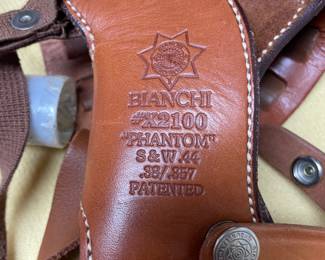 BIANCHI
#X2100
"PHANTOM"
S & W .44
.38/.357
PATENTED.